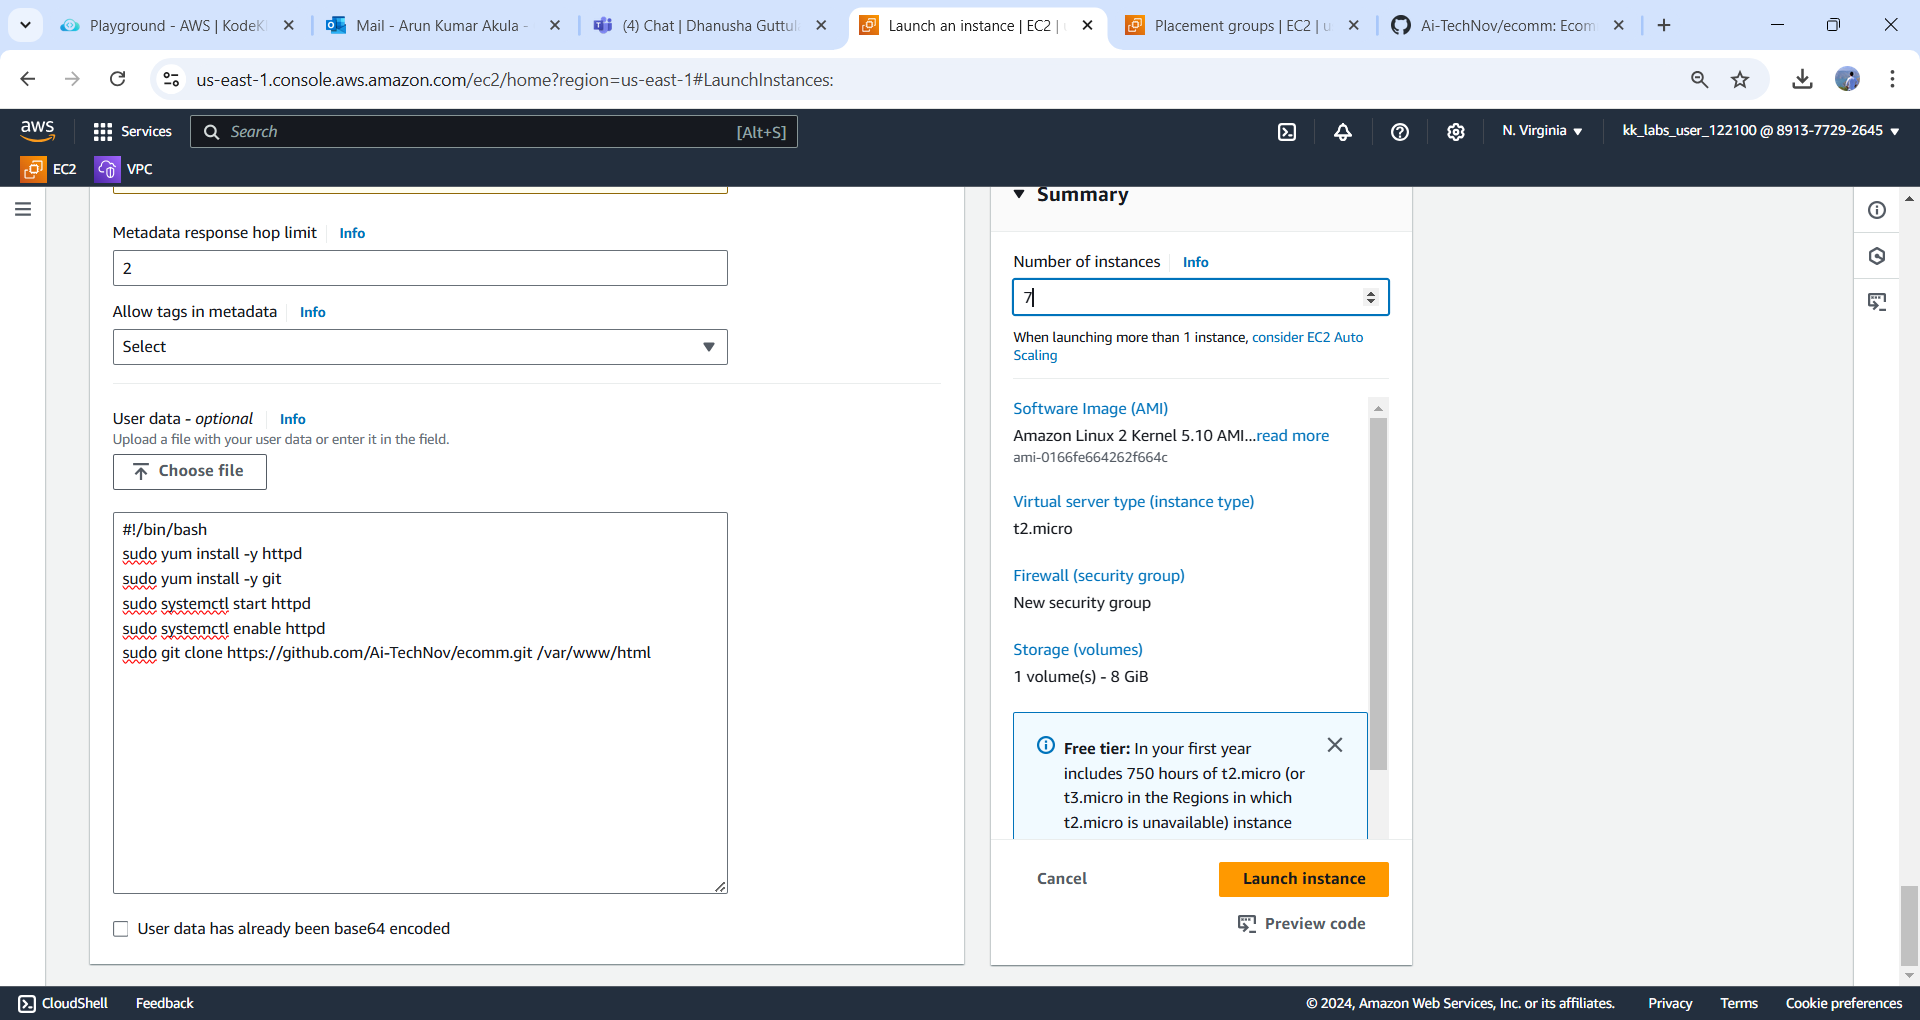 Playground - AWS | KodeK
Mail - Arun Kumar Akula -
(4) Chat | Dhanusha Guttul
Launch an instance | EC2 |
Placement groups | EC2 | u
Ai-TechNov/ecomm: Ecom
us-east-1.console.aws.amazon.com/ec2/home?region=us-east-1#LaunchInstances:
aws
Services
Search
[Alt+S]
N. Virginia
kk_labs_user_122100 @ 8913-7729-2645
EC2
VPC
Metadata response hop limit
Info
2
Allow tags in metadata
Info
Select
User data - optional
Info
Upload a file with your user data or enter it in the field.
Choose file
#!/bin/bash
sudo yum install -y httpd
sudo yum install -y git
sudo systemctl start httpd
sudo systemctl enable httpd
sudo git clone https://github.com/Ai-TechNov/ecomm.git /var/www/html
User data has already been base64 encoded
Summary
Number of instances
Info
7
When launching more than 1 instance, consider EC2 Auto
Scaling
Software Image (AMI)
Amazon Linux 2 Kernel 5.10 AMI...read more
ami-0166fe664262f664c
Virtual server type (instance type)
t2.micro
Firewall (security group)
New security group
Storage (volumes)
1 volume(s) - 8 GiB
Free tier: In your first year
includes 750 hours of t2.micro (or
t3.micro in the Regions in which
t2.micro is unavailable) instance
Cancel
Launch instance
Preview code
CloudShell
Feedback
© 2024, Amazon Web Services, Inc. or its affiliates.
Privacy
Terms
Cookie preferences